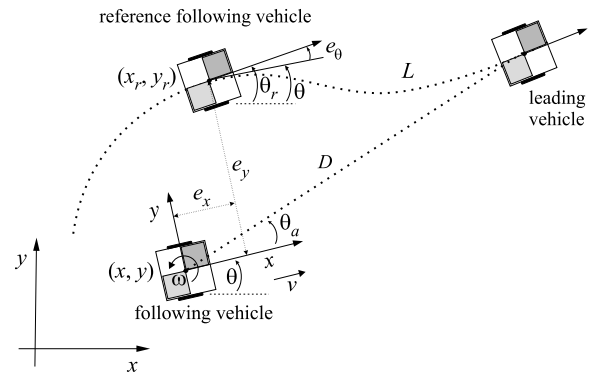 reference following vehicle
e_θ
(x_r, y_r)
θ_r
θ
L
leading
vehicle
e_y
D
e_x
y
θ_a
(x, y)
ω
θ
x
v
following vehicle
y
x